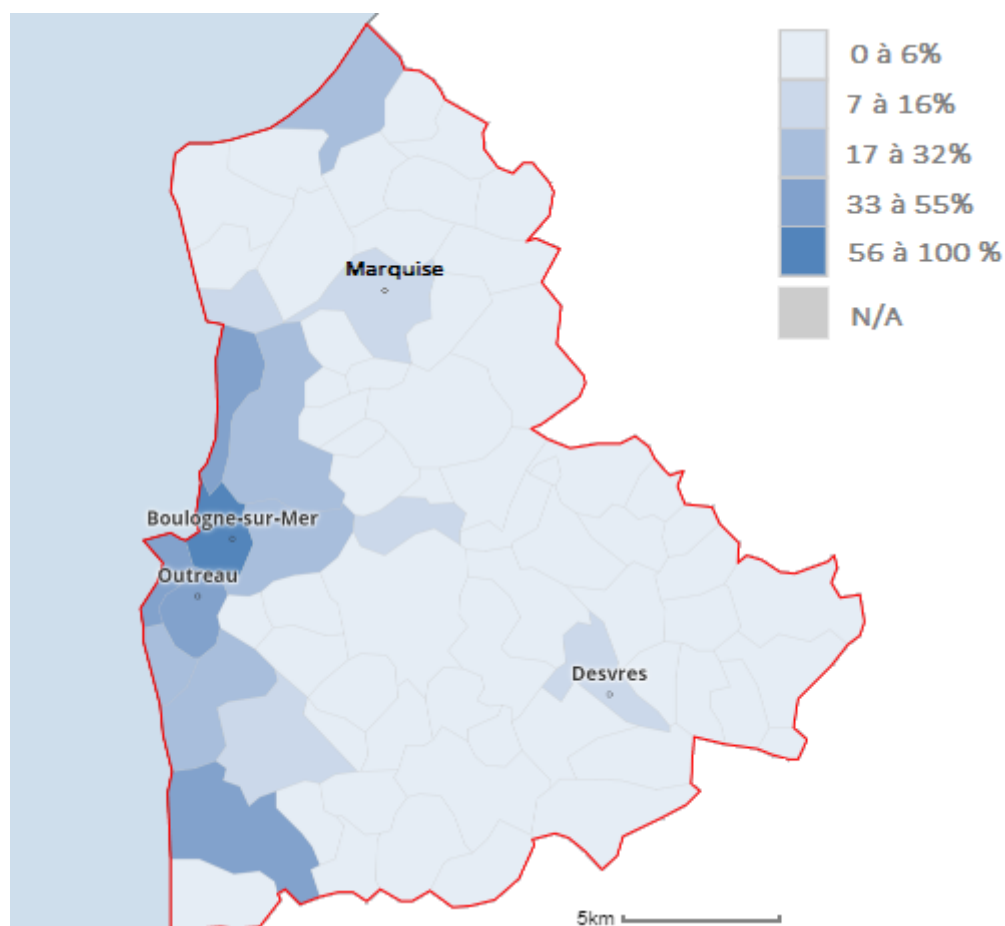 0 à 6%
7 à 16%
17 à 32%
33 à 55%
56 à 100 %
N/A
Marquise
Boulogne-sur-Mer
Outreau
Desvres
5km